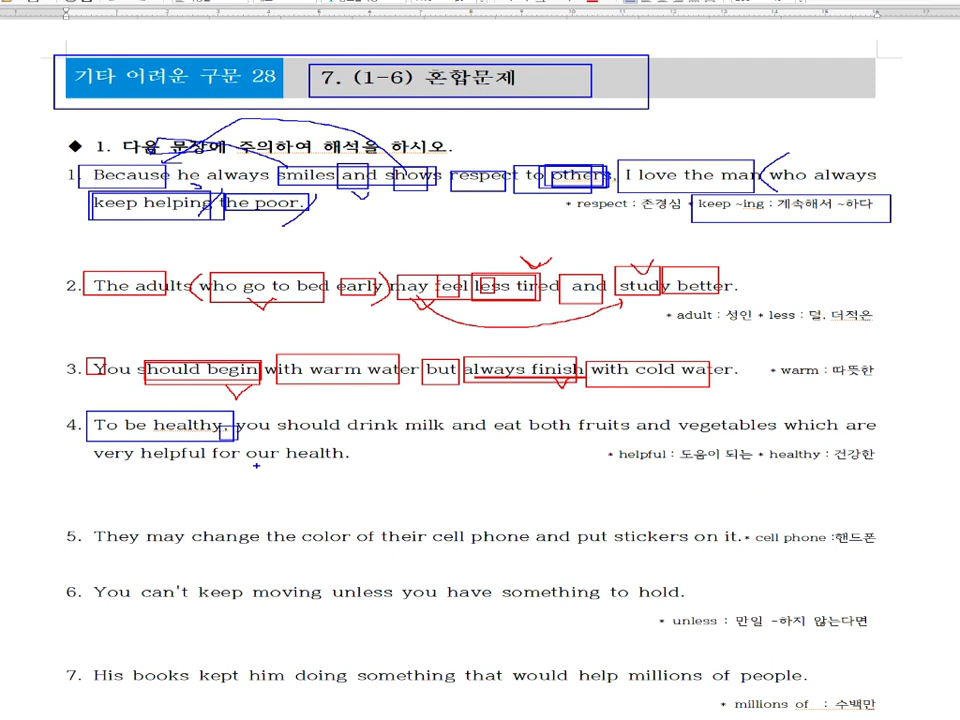 기타 어려운 구문 28 7. (1-6) 혼합문제
◆ 1. 다음 문장에 주의하여 해석을 하시오.
1. Because he always smiles and shows respect to others, I love the man who always
keep helping the poor. * respect : 존경심 * keep ~ing : 계속해서 ~하다
2. The adults who go to bed early may feel less tired and study better.
* adult : 성인 * less : 덜, 더적은
3. You should begin with warm water but always finish with cold water. * warm : 따뜻한
4. To be healthy, you should drink milk and eat both fruits and vegetables which are
very helpful for our health. * helpful : 도움이 되는 * healthy : 건강한
5. They may change the color of their cell phone and put stickers on it.* cell phone :핸드폰
6. You can't keep moving unless you have something to hold.
* unless : 만일 -하지 않는다면
7. His books kept him doing something that would help millions of people.
* millions of : 수백만